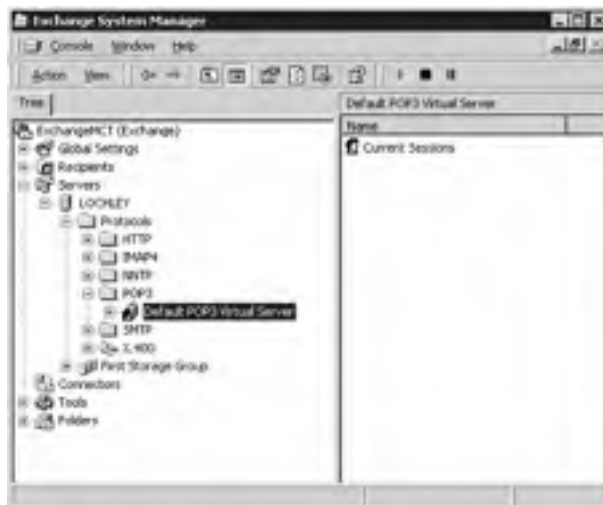 Exchange System Manager
Console Window Help
Action View
Tree
Default POP3 Virtual Server
ExchangeMCT (Exchange)
Global Settings
Recipients
Servers
LOCHLEY
Protocols
HTTP
IMAP4
NNTP
POP3
Default POP3 Virtual Server
SMTP
X.400
First Storage Group
Connectors
Tools
Folders
Name
Current Sessions